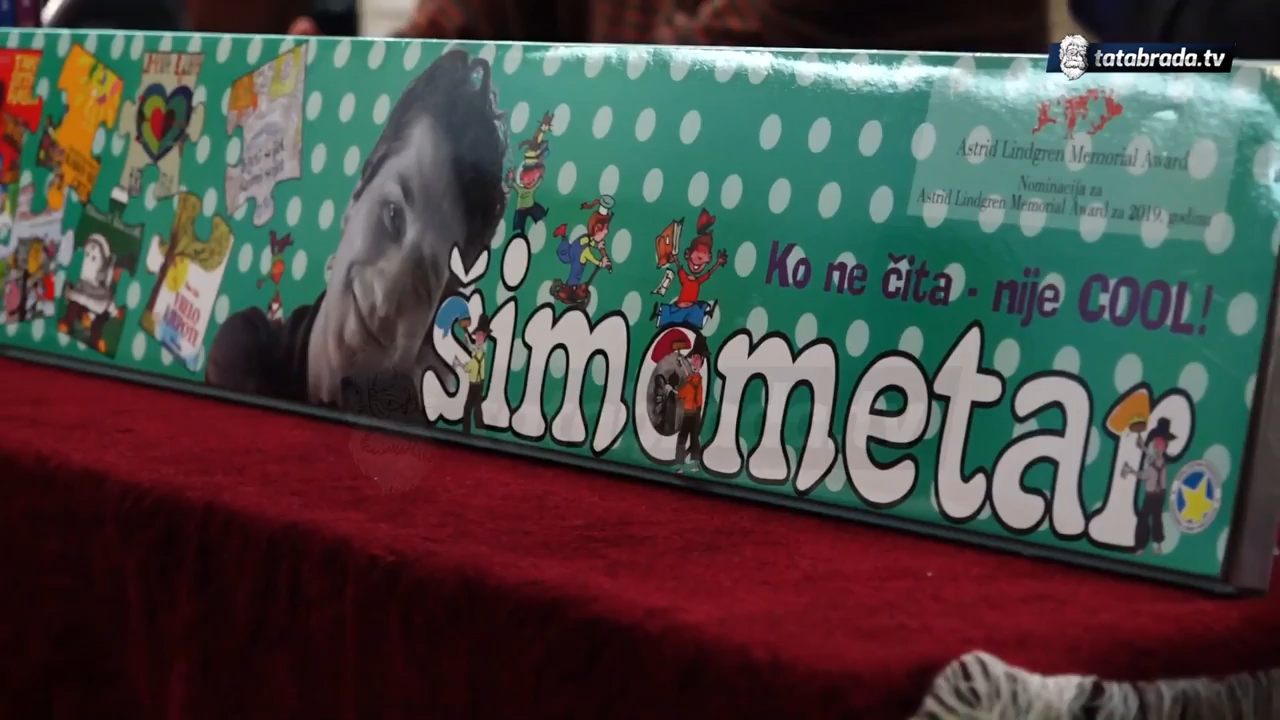 tatabrada.tv
Astrid Lindgren Memorial Award
Nominacija za
Astrid Lindgren Memorial Award za 2019. godinu
Ko ne čita - nije COOL!
šimometar